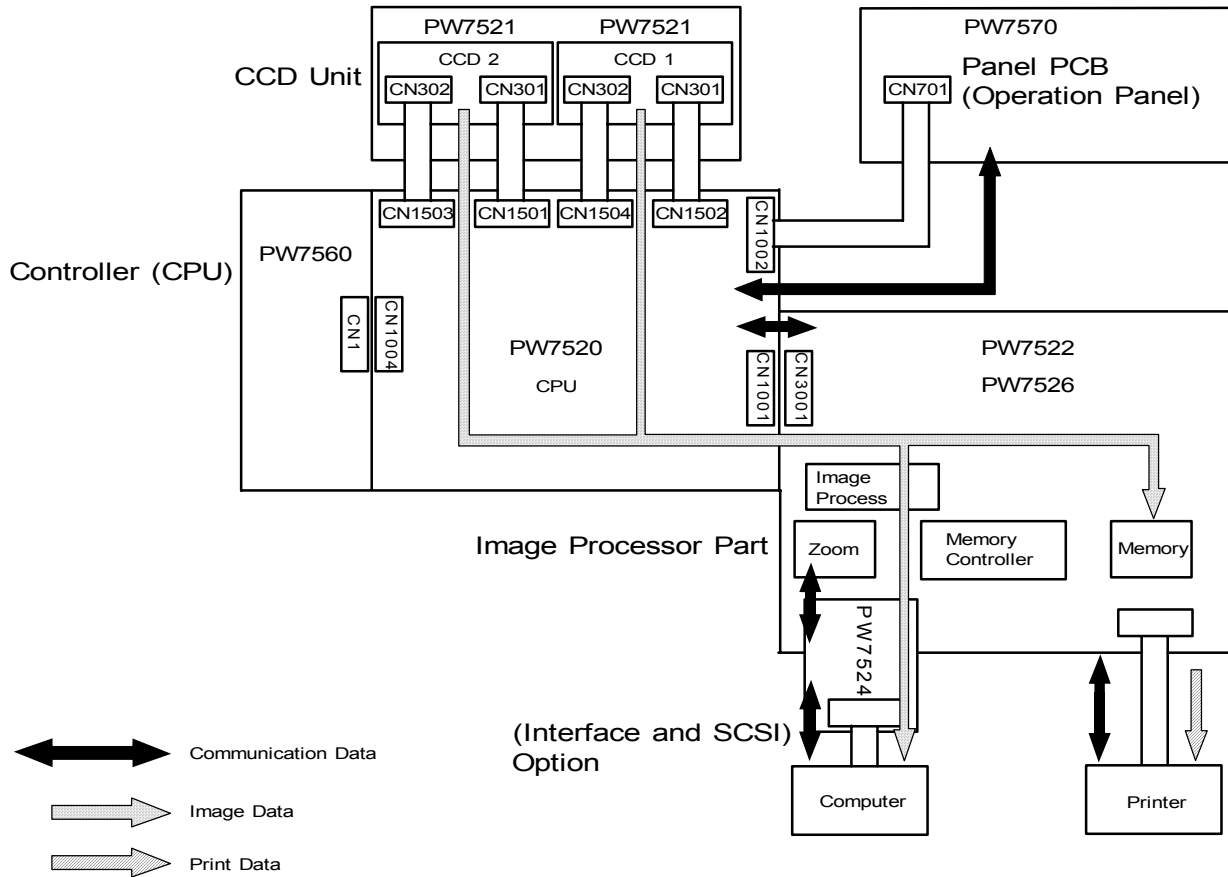 PW7521
PW7521
PW7570
CCD Unit
CCD 2
CCD 1
Panel PCB
(Operation Panel)
CN302
CN301
CN302
CN301
CN701
CN1503
CN1501
CN1504
CN1502
CN1002
Controller (CPU)
PW7560
CN1
CN1004
PW7520
CPU
CN1001
CN3001
PW7522
PW7526
Image
Process
Image Processor Part
Zoom
Memory
Controller
Memory
PW7524
(Interface and SCSI)
Option
Computer
Printer
Communication Data
Image Data
Print Data